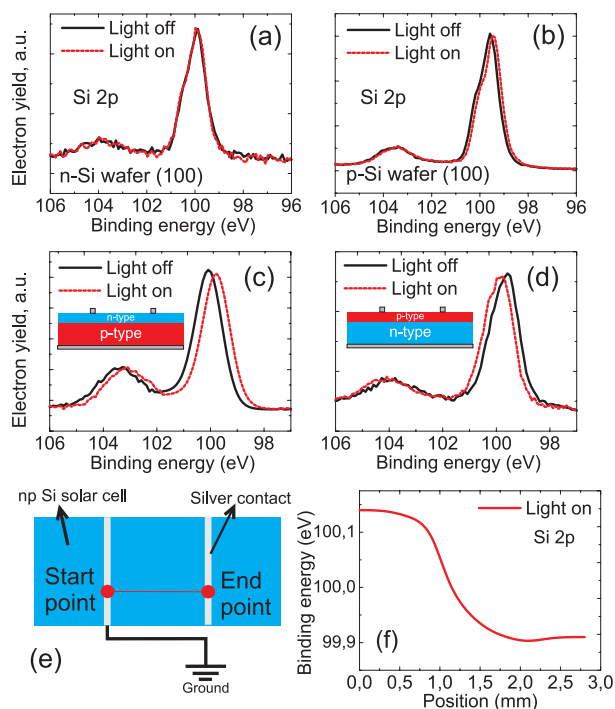 Electron yield, a.u.
Light off
Light on
(a)
Si 2p
n-Si wafer (100)
106 104 102 100 98 96
Binding energy (eV)
Light off
Light on
(b)
Si 2p
p-Si wafer (100)
106 104 102 100 98 96
Binding energy (eV)
Electron yield, a.u.
Light off
Light on
(c)
n-type
p-type
106 104 102 100 98
Binding energy (eV)
Light off
Light on
(d)
p-type
n-type
106 104 102 100 98 96
Binding energy (eV)
np Si solar cell
Silver contact
Start
point
End
point
(e)
Ground
Binding energy (eV)
100,1
100,0
99,9
Light on
Si 2p
(f)
0,0 0,5 1,0 1,5 2,0 2,5 3,0
Position (mm)